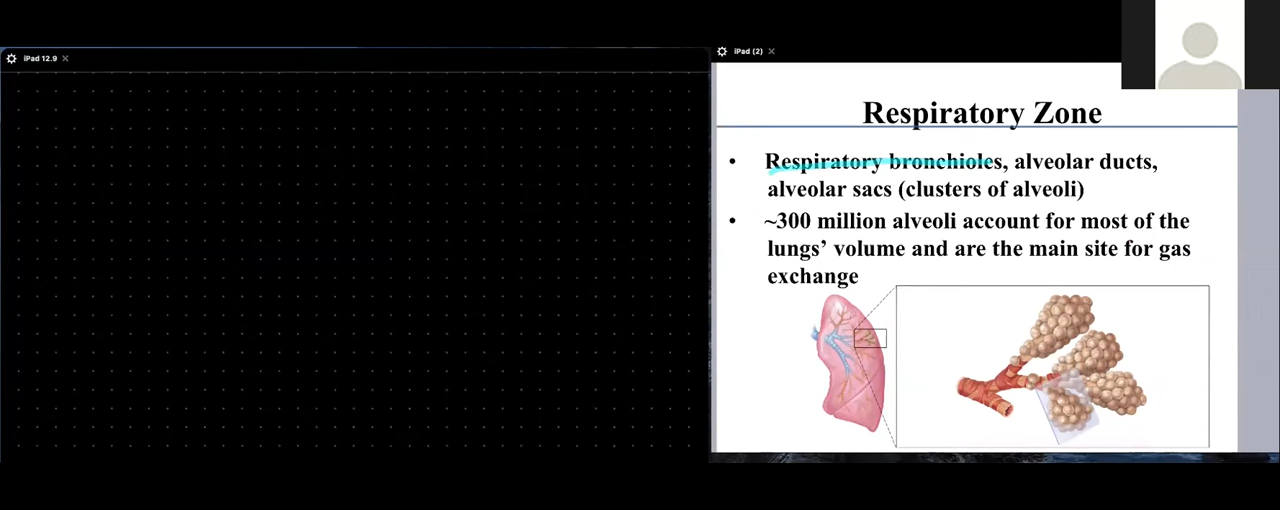 iPad 12.9
iPad (2)
Respiratory Zone
• Respiratory bronchioles, alveolar ducts,
alveolar sacs (clusters of alveoli)
• ~300 million alveoli account for most of the
lungs’ volume and are the main site for gas
exchange